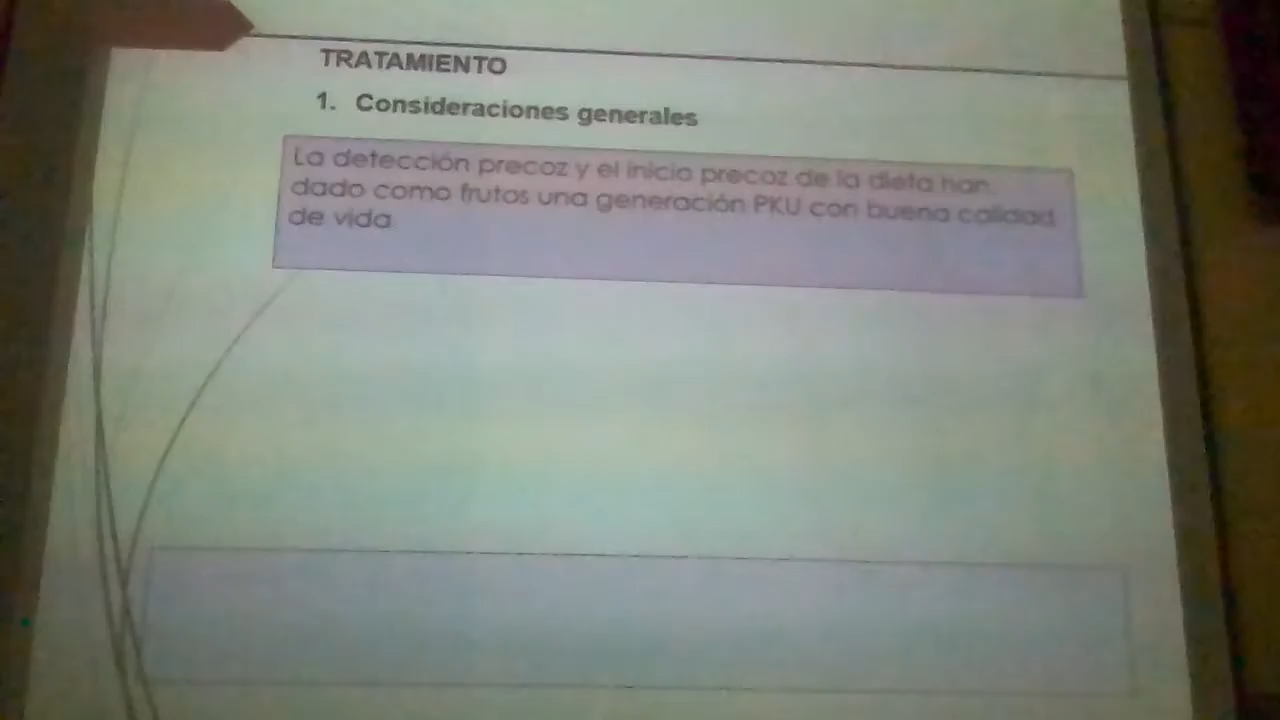 TRATAMIENTO
1. Consideraciones generales
La detección precoz y el inicio precoz de la dieta han
dado como frutos una generación PKU con buena calidad
de vida